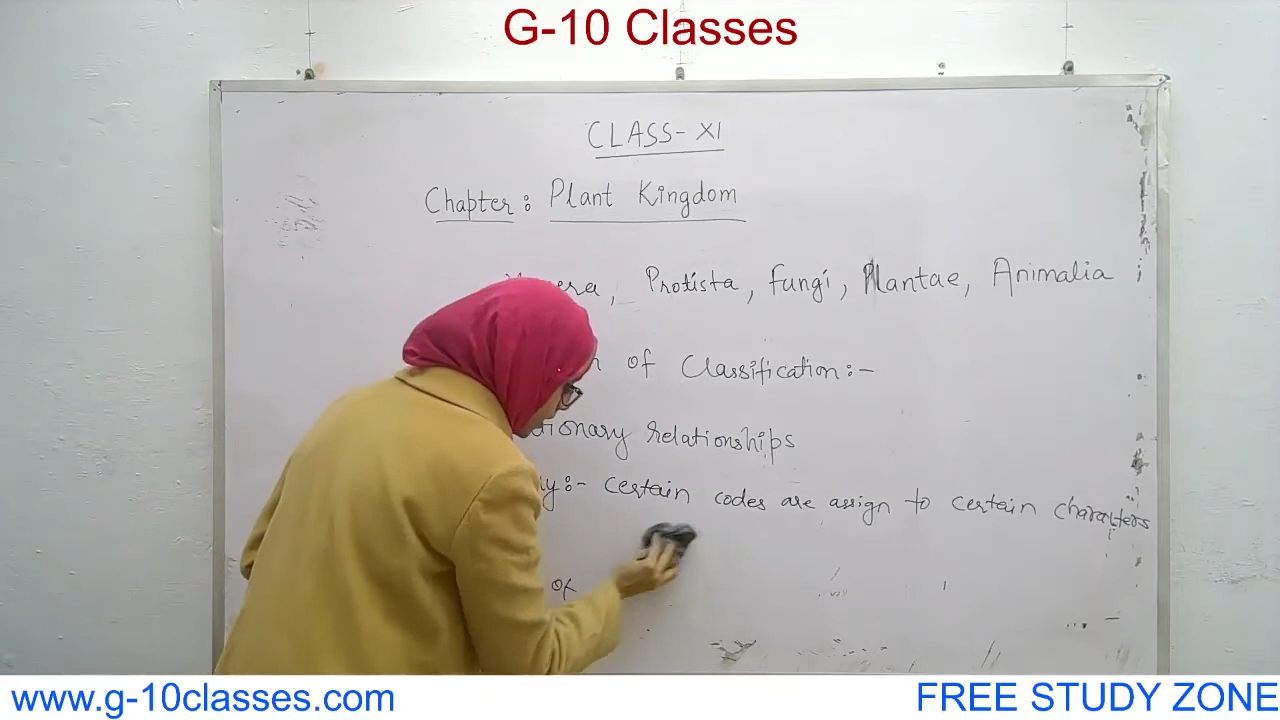 G-10 Classes
CLASS-XI
Chapter: Plant Kingdom
Protista, Fungi, Plantae, Animalia ;
of Classification:-
relationships
certain codes are assign to certain characters
of
www.g-10classes.com
FREE STUDY ZONE